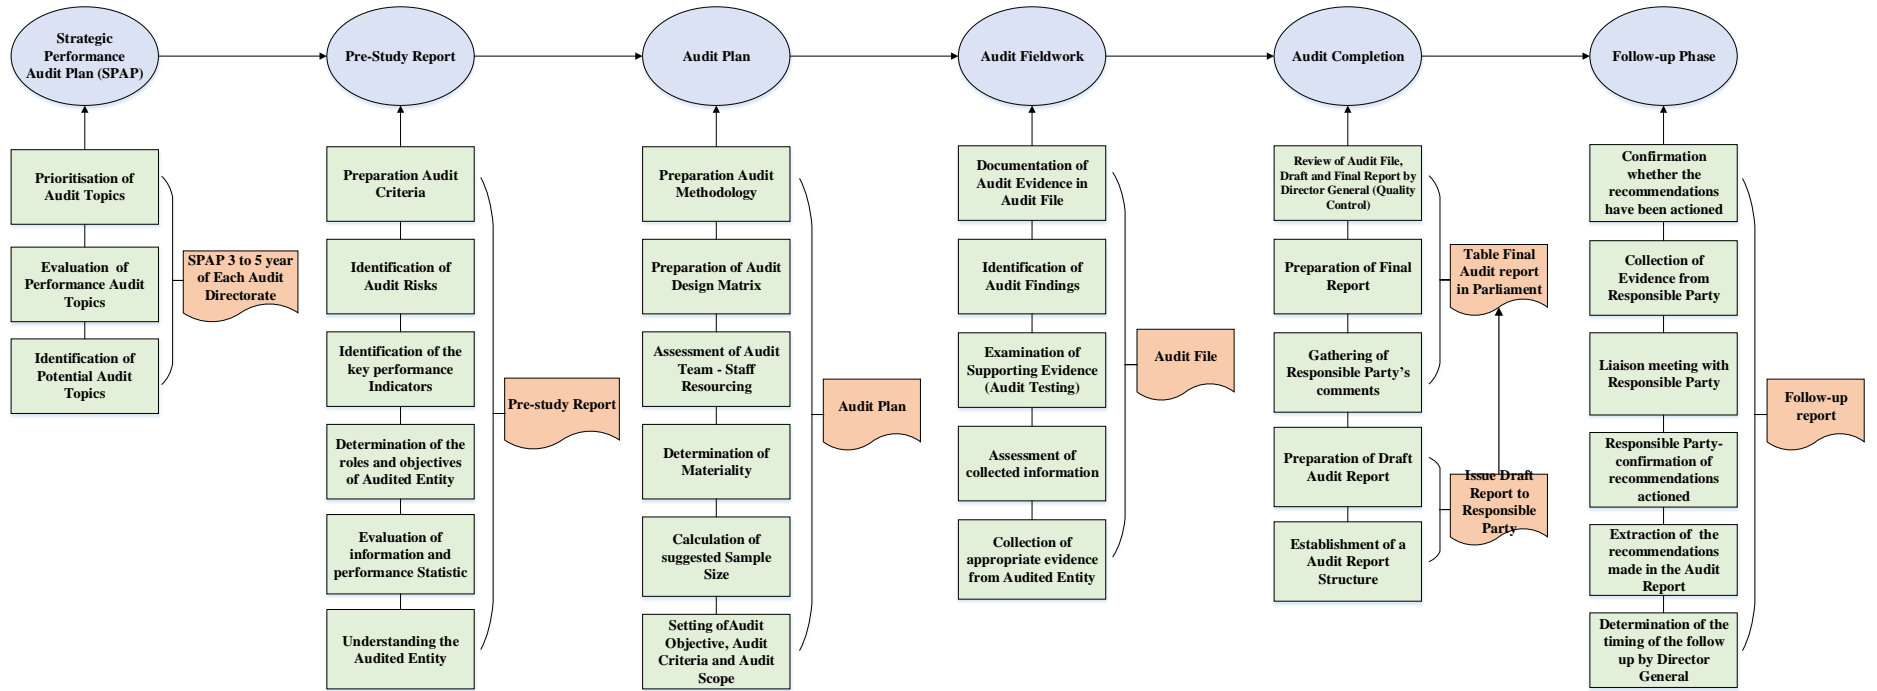 Strategic
Performance
Audit Plan (SPAP)
Pre-Study Report
Audit Plan
Audit Fieldwork
Audit Completion
Follow-up Phase
Prioritisation of
Audit Topics
Evaluation of
Performance Audit
Topics
Identification of
Potential Audit
Topics
SPAP 3 to 5 year
of Each Audit
Directorate
Preparation Audit
Criteria
Identification of
Audit Risks
Identification of the
key performance
Indicators
Determination of the
roles and objectives
of Audited Entity
Evaluation of
information and
performance Statistic
Understanding the
Audited Entity
Pre-study Report
Preparation Audit
Methodology
Preparation of Audit
Design Matrix
Assessment of Audit
Team - Staff
Resourcing
Determination of
Materiality
Calculation of
suggested Sample
Size
Setting ofAudit
Objective, Audit
Criteria and Audit
Scope
Audit Plan
Documentation of
Audit Evidence in
Audit File
Identification of
Audit Findings
Examination of
Supporting Evidence
(Audit Testing)
Assessment of
collected information
Collection of
appropriate evidence
from Audited Entity
Audit File
Review of Audit File,
Draft and Final Report by
Director General (Quality
Control)
Preparation of Final
Report
Gathering of
Responsible Party's
comments
Preparation of Draft
Audit Report
Establishment of a
Audit Report
Structure
Table Final
Audit report
in Parliament
Issue Draft
Report to
Responsible
Party
Confirmation
whether the
recommendations
have been actioned
Collection of
Evidence from
Responsible Party
Liaison meeting with
Responsible Party
Responsible Party-
confirmation of
recommendations
actioned
Extraction of the
recommendations
made in the Audit
Report
Determination of the
timing of the follow
up by Director
General
Follow-up
report